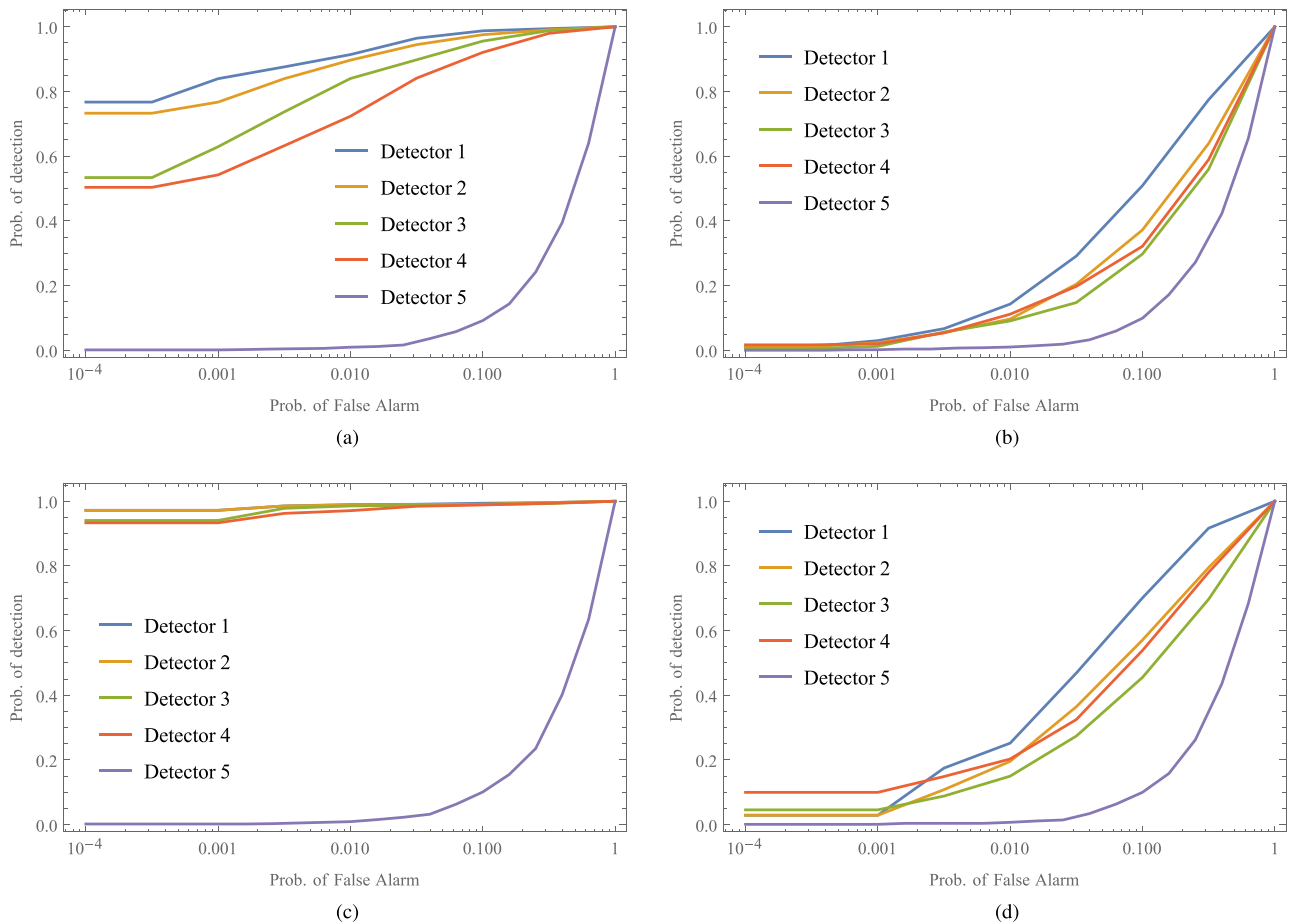 Prob. of detection
1.0
0.8
0.6
0.4
0.2
0.0
Detector 1
Detector 2
Detector 3
Detector 4
Detector 5
10−4
0.001
0.010
0.100
1
Prob. of False Alarm
(a)
Prob. of detection
1.0
0.8
0.6
0.4
0.2
0.0
Detector 1
Detector 2
Detector 3
Detector 4
Detector 5
10−4
0.001
0.010
0.100
1
Prob. of False Alarm
(b)
Prob. of detection
1.0
0.8
0.6
0.4
0.2
0.0
Detector 1
Detector 2
Detector 3
Detector 4
Detector 5
10−4
0.001
0.010
0.100
1
Prob. of False Alarm
(c)
Prob. of detection
1.0
0.8
0.6
0.4
0.2
0.0
Detector 1
Detector 2
Detector 3
Detector 4
Detector 5
10−4
0.001
0.010
0.100
1
Prob. of False Alarm
(d)